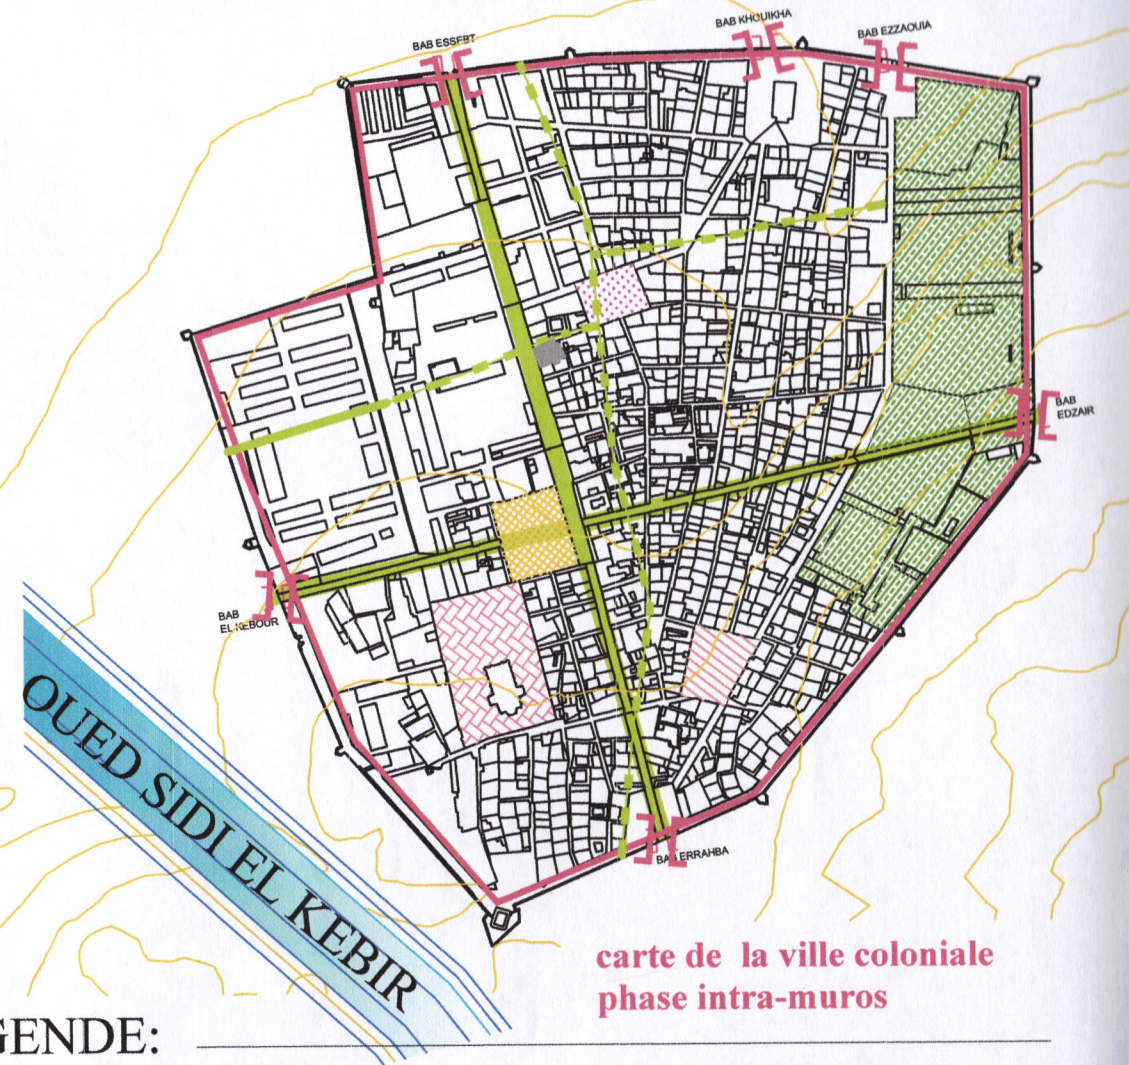 BAB ESSEBT
BAB KHOUIKHA
BAB EZZAOUIA
BAB
EDZAIR
BAB
EL KEBOUR
OUED SIDI EL KEBIR
BAB ERRAHBA
carte de la ville coloniale
phase intra-muros
GENDE: